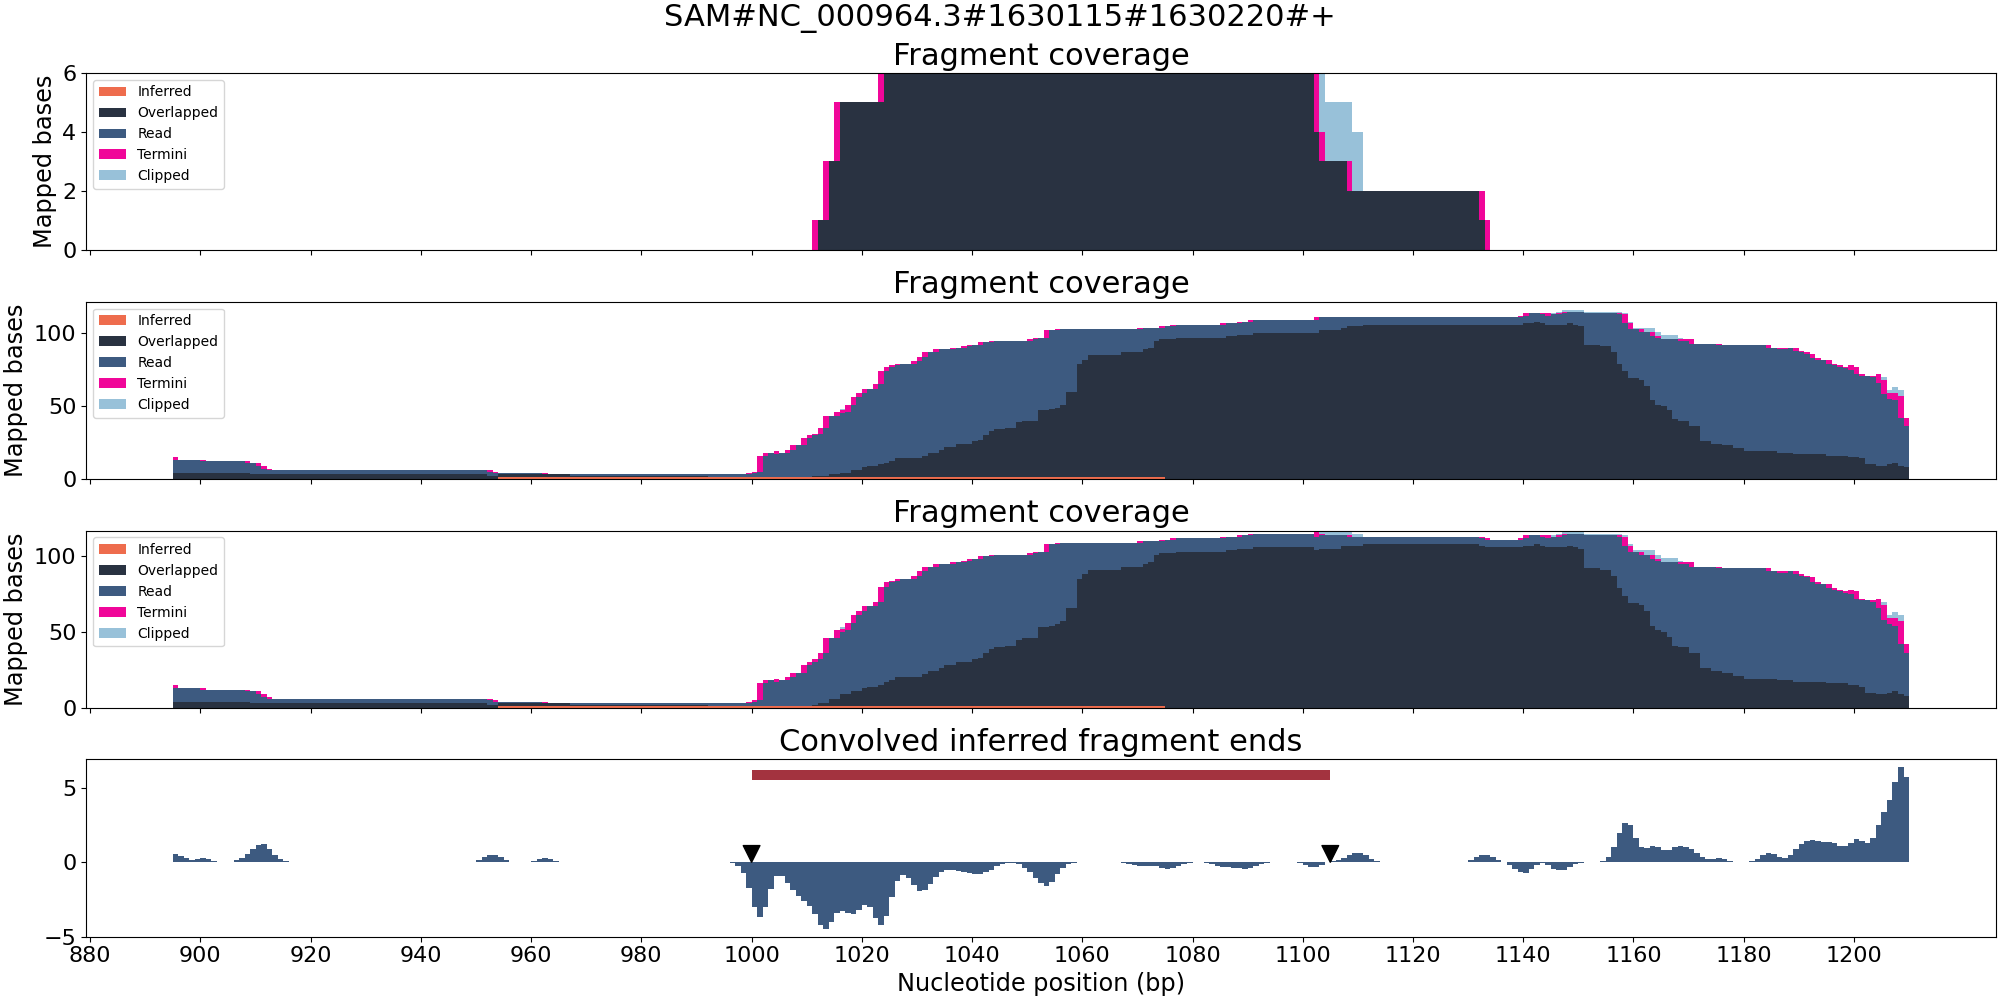 SAM#NC_000964.3#1630115#1630220#+
Fragment coverage
Mapped bases
6
4
2
0
Inferred
Overlapped
Read
Termini
Clipped
Fragment coverage
Mapped bases
100
50
0
Inferred
Overlapped
Read
Termini
Clipped
Fragment coverage
Mapped bases
100
50
0
Inferred
Overlapped
Read
Termini
Clipped
Convolved inferred fragment ends
5
0
−5
880 900 920 940 960 980 1000 1020 1040 1060 1080 1100 1120 1140 1160 1180 1200
Nucleotide position (bp)